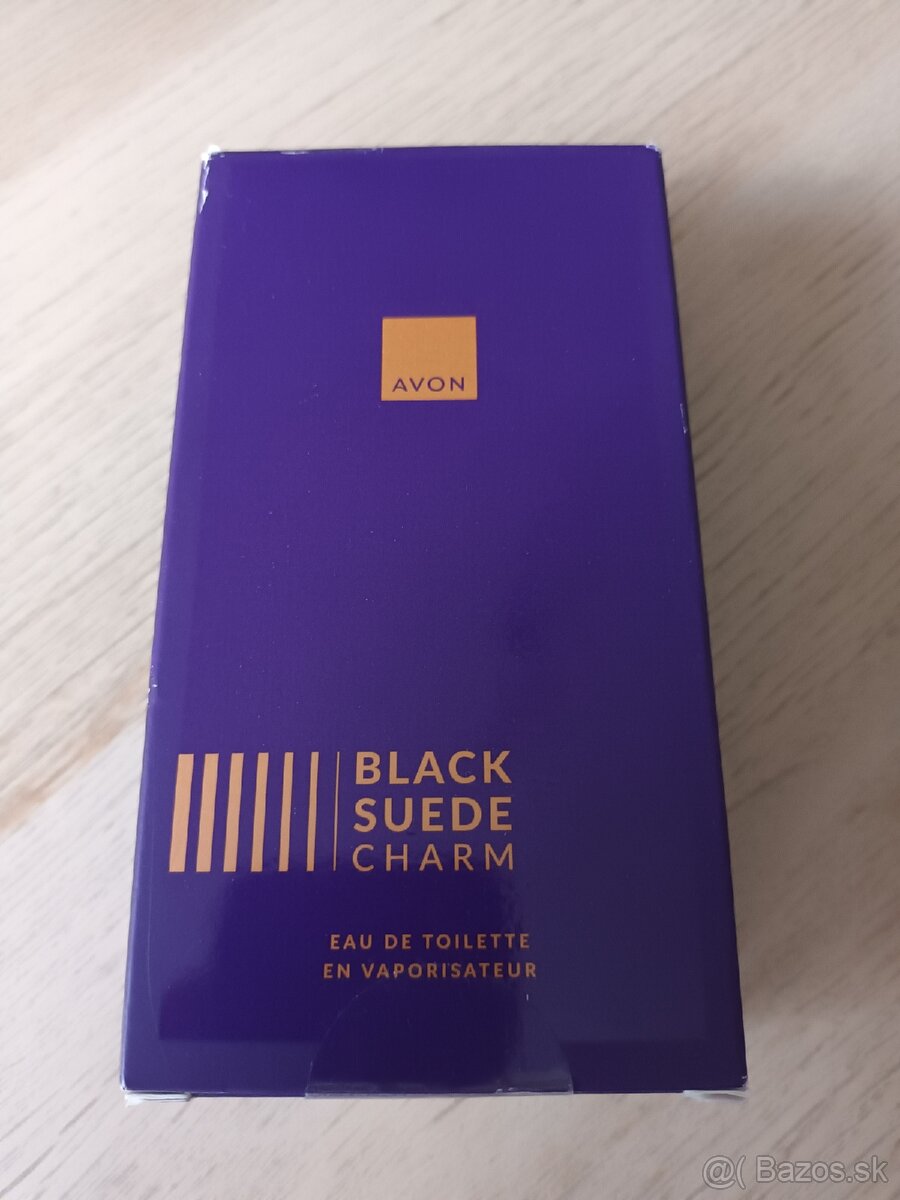 AVON
BLACK
SUEDE
CHARM
EAU DE TOILETTE
EN VAPORISATEUR
@( Bazos.sk